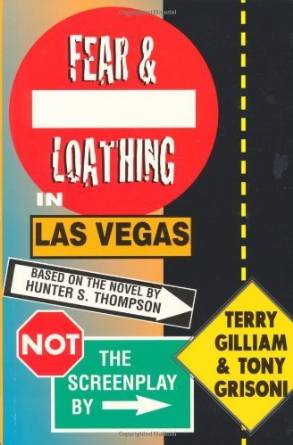 FEAR &
LOATHING
IN
LAS VEGAS
BASED ON THE NOVEL BY
HUNTER S. THOMPSON
NOT
THE
SCREENPLAY
BY
TERRY
GILLIAM
& TONY
GRISONI